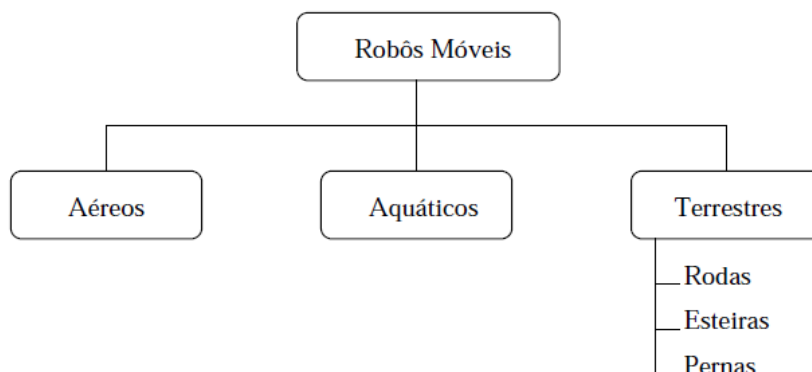 Robôs Móveis
Aéreos
Aquáticos
Terrestres
Rodas
Esteiras
Pernas